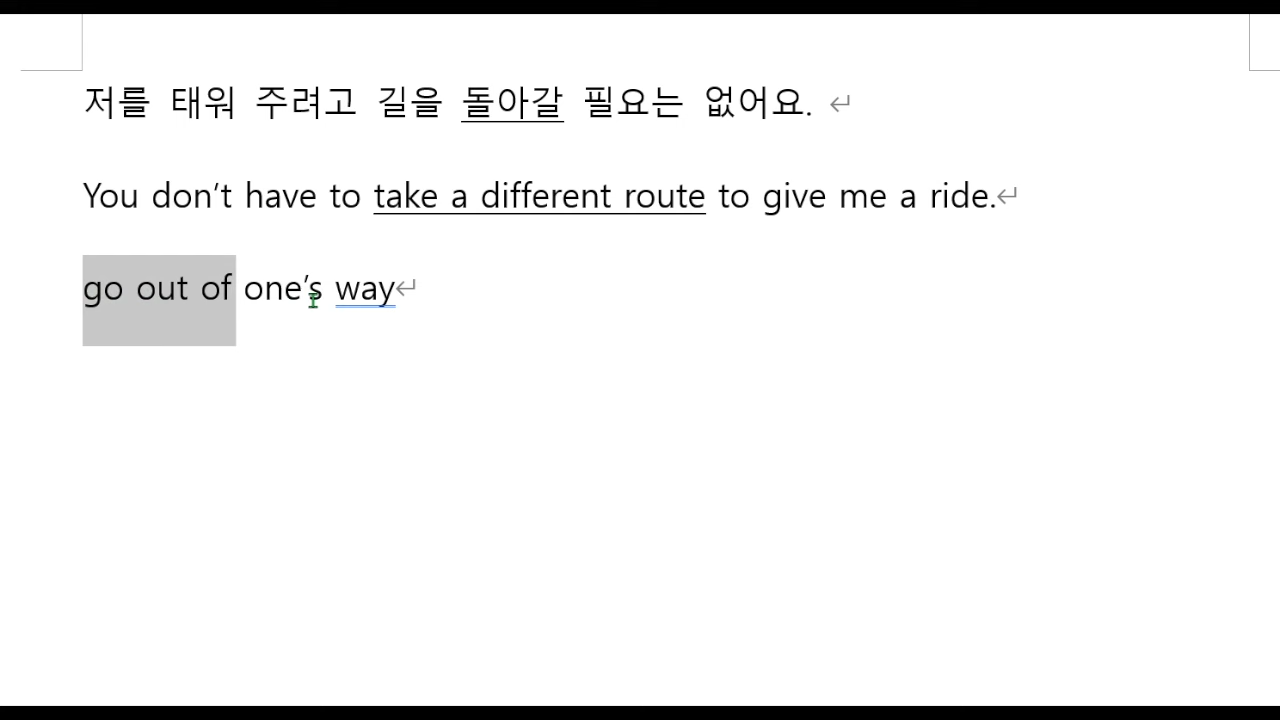 저를 태워 주려고 길을 돌아갈 필요는 없어요.
You don’t have to take a different route to give me a ride.
go out of one’s way